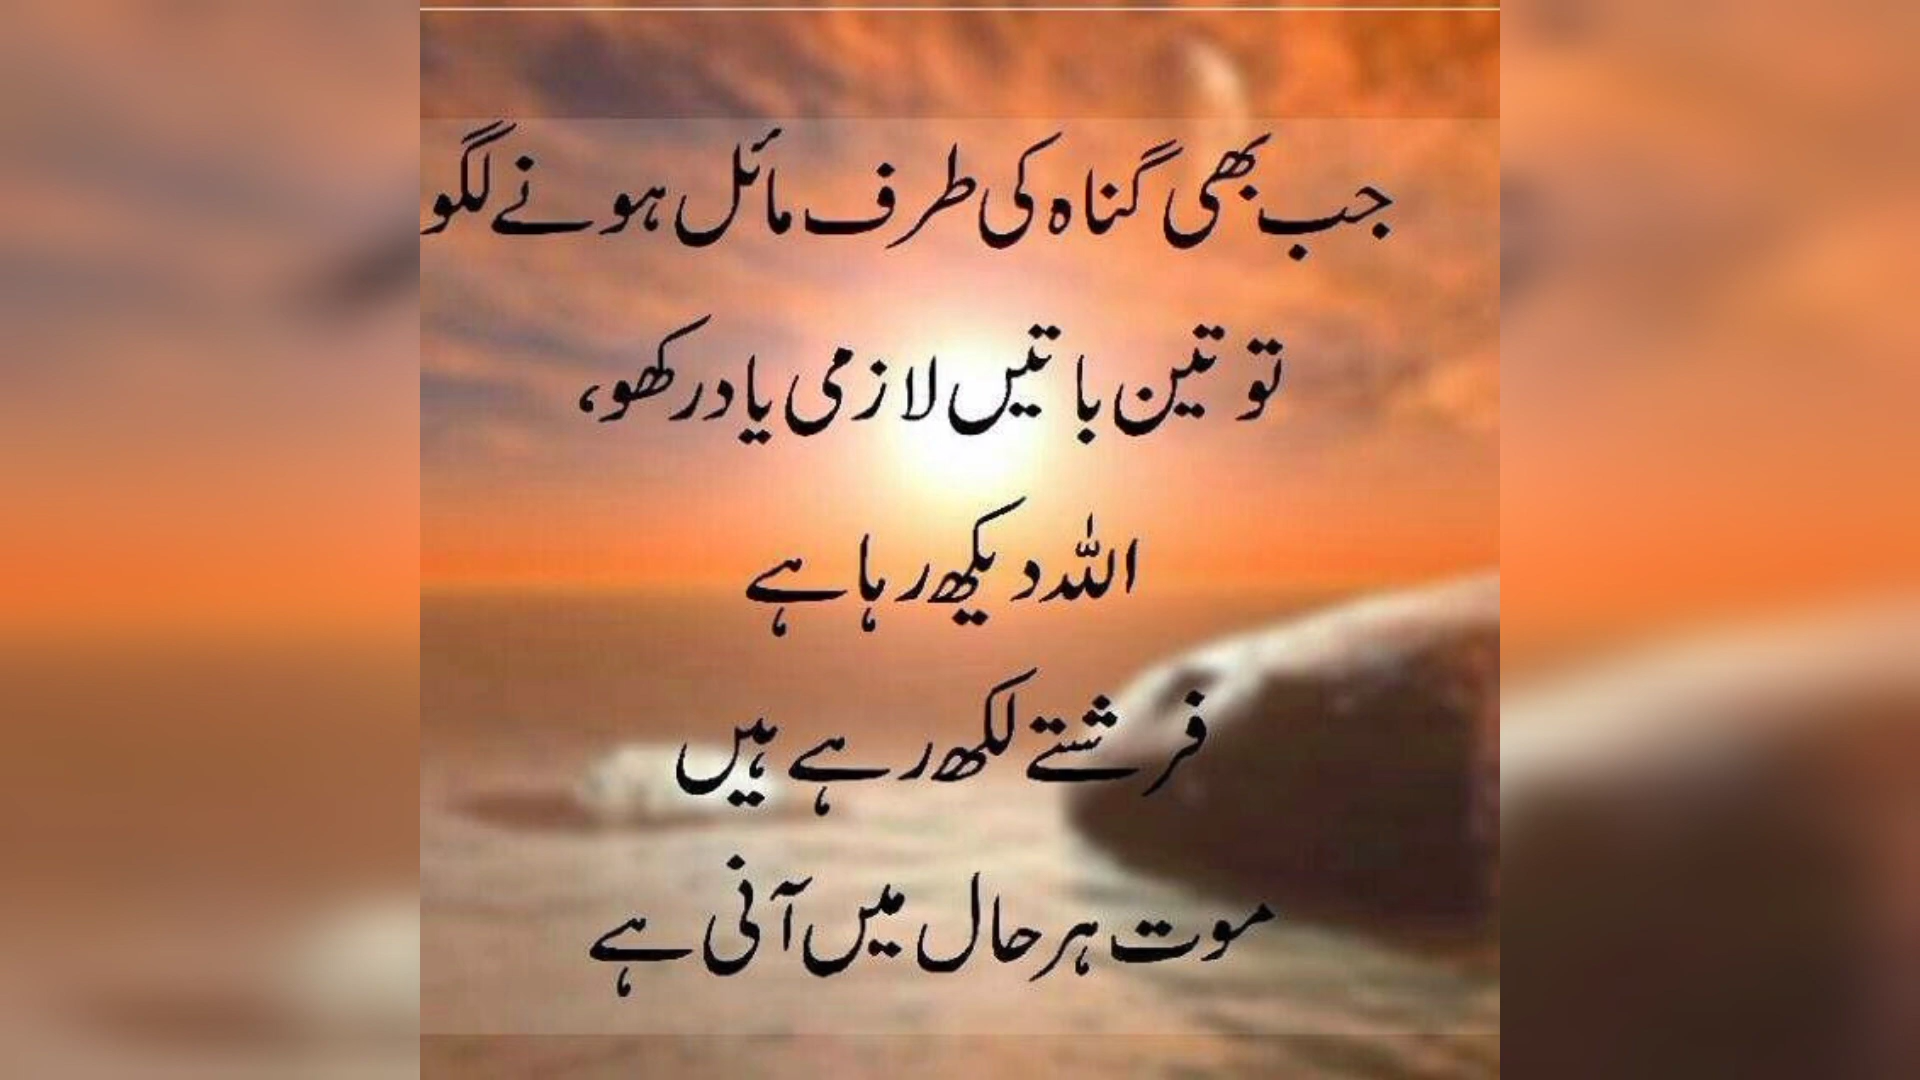 جب بھی گناہ کی طرف مائل ہونے لگو
تو تین باتیں لازمی یاد رکھو،
اللہ دیکھ رہا ہے
فرشتے لکھ رہے ہیں
موت ہر حال میں آنی ہے